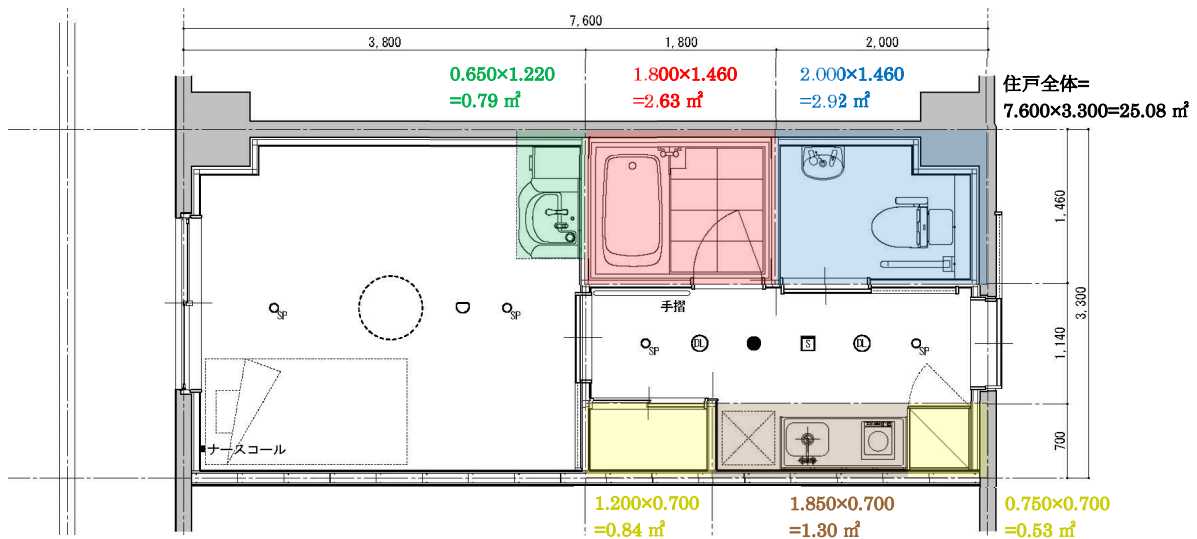 7,600
3,800
1,800
2,000
0.650×1.220
=0.79 ㎡
1.800×1.460
=2.63 ㎡
2.000×1.460
=2.92 ㎡
住戸全体=
7.600×3.300=25.08 ㎡
1,460
3,300
1,140
700
手摺
SP
SP
SP
DL
S
DL
SP
ナースコール
1.200×0.700
=0.84 ㎡
1.850×0.700
=1.30 ㎡
0.750×0.700
=0.53 ㎡